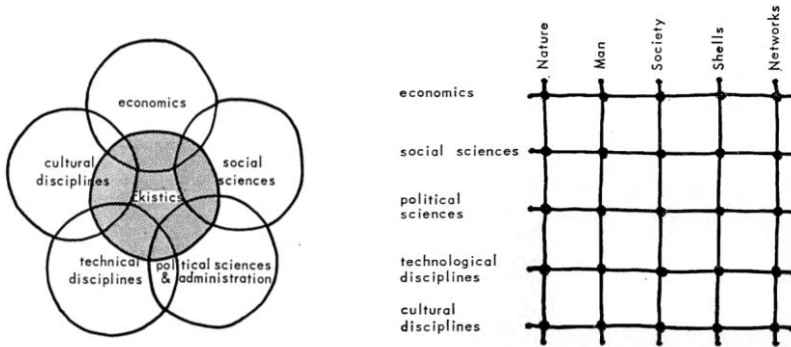 economics
cultural
disciplines
social
sciences
Ekistics
technical
disciplines
political sciences
& administration
Nature
Man
Society
Shells
Networks
economics
social sciences
political
sciences
technological
disciplines
cultural
disciplines